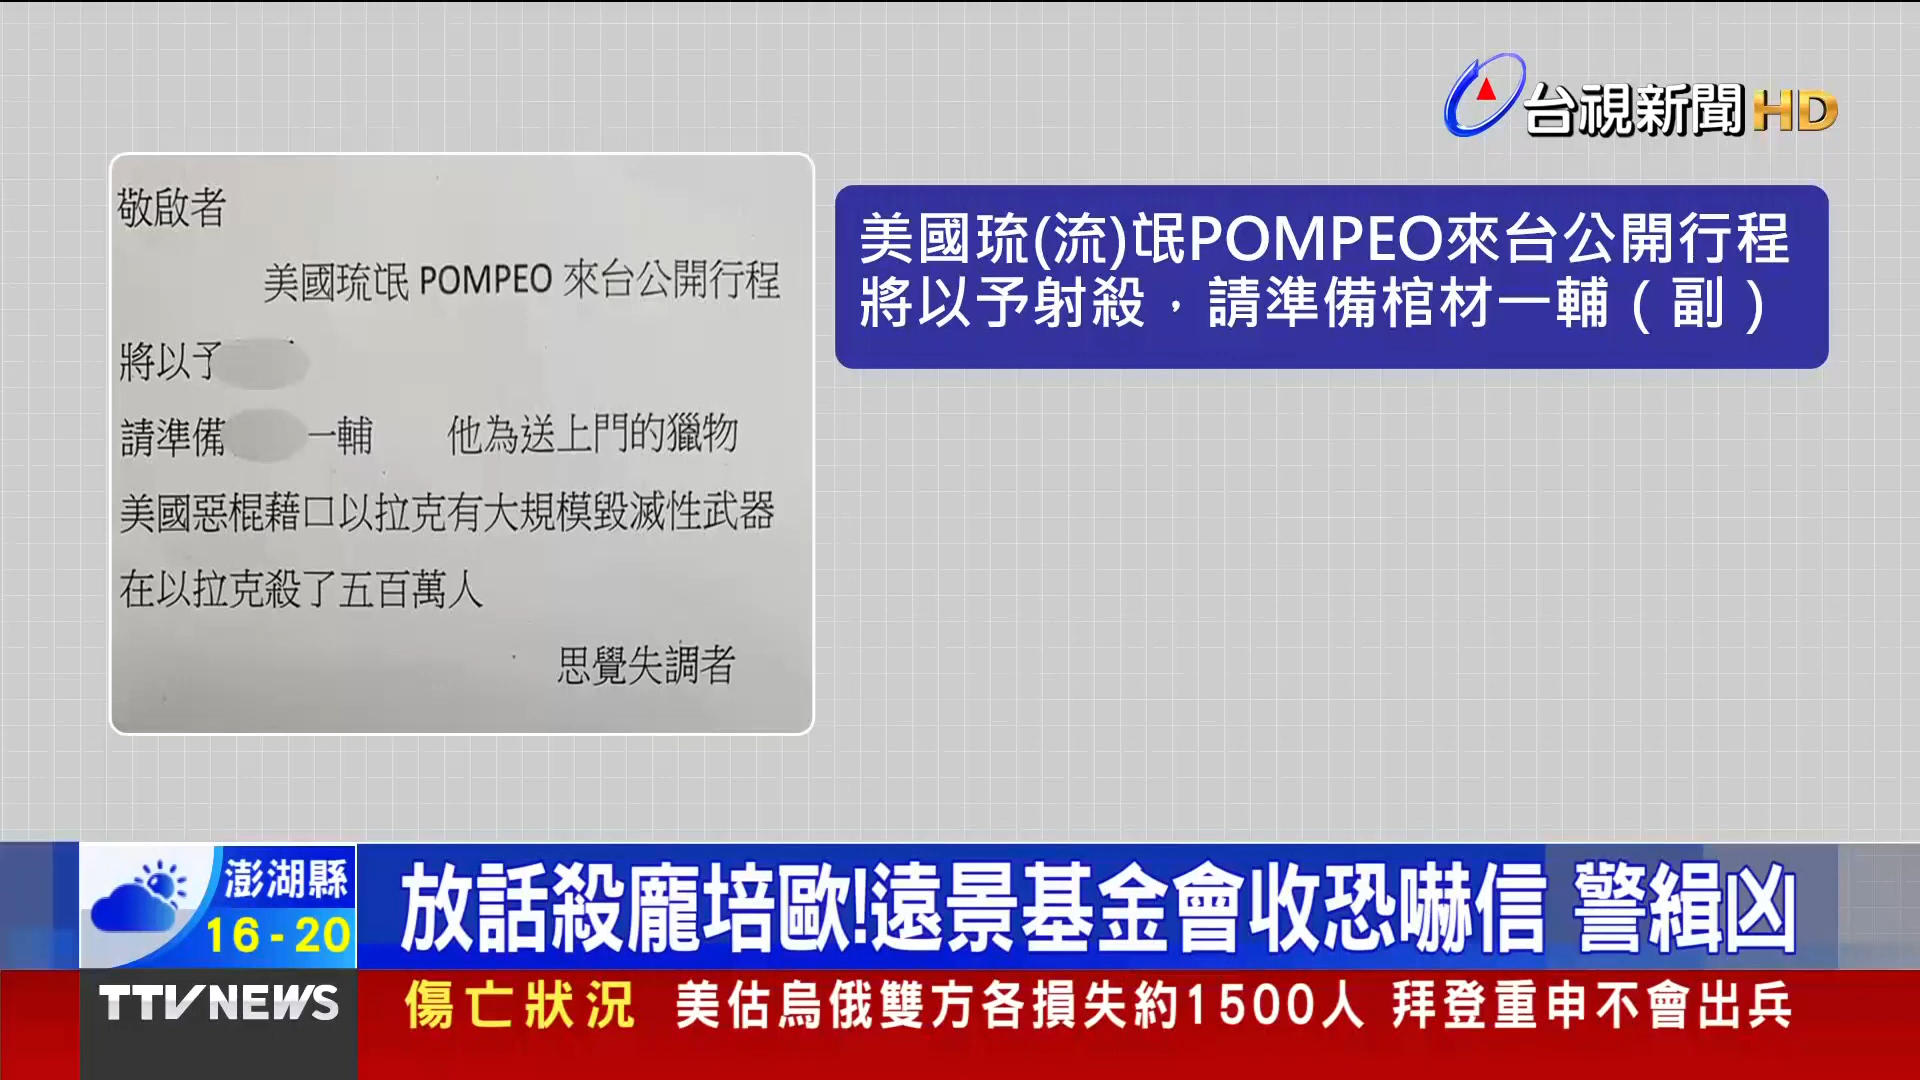 台視新聞HD
敬啟者
美國琉氓 POMPEO 來台公開行程
將以予
請準備 一輔 他為送上門的獵物
美國惡棍藉口以拉克有大規模毀滅性武器
在以拉克殺了五百萬人
思覺失調者
美國琉(流)氓POMPEO來台公開行程
將以予射殺，請準備棺材一輔（副）
澎湖縣
16-20
放話殺龐培歐!遠景基金會收恐嚇信 警緝凶
TTV NEWS
傷亡狀況 美估烏俄雙方各損失約1500人 拜登重申不會出兵